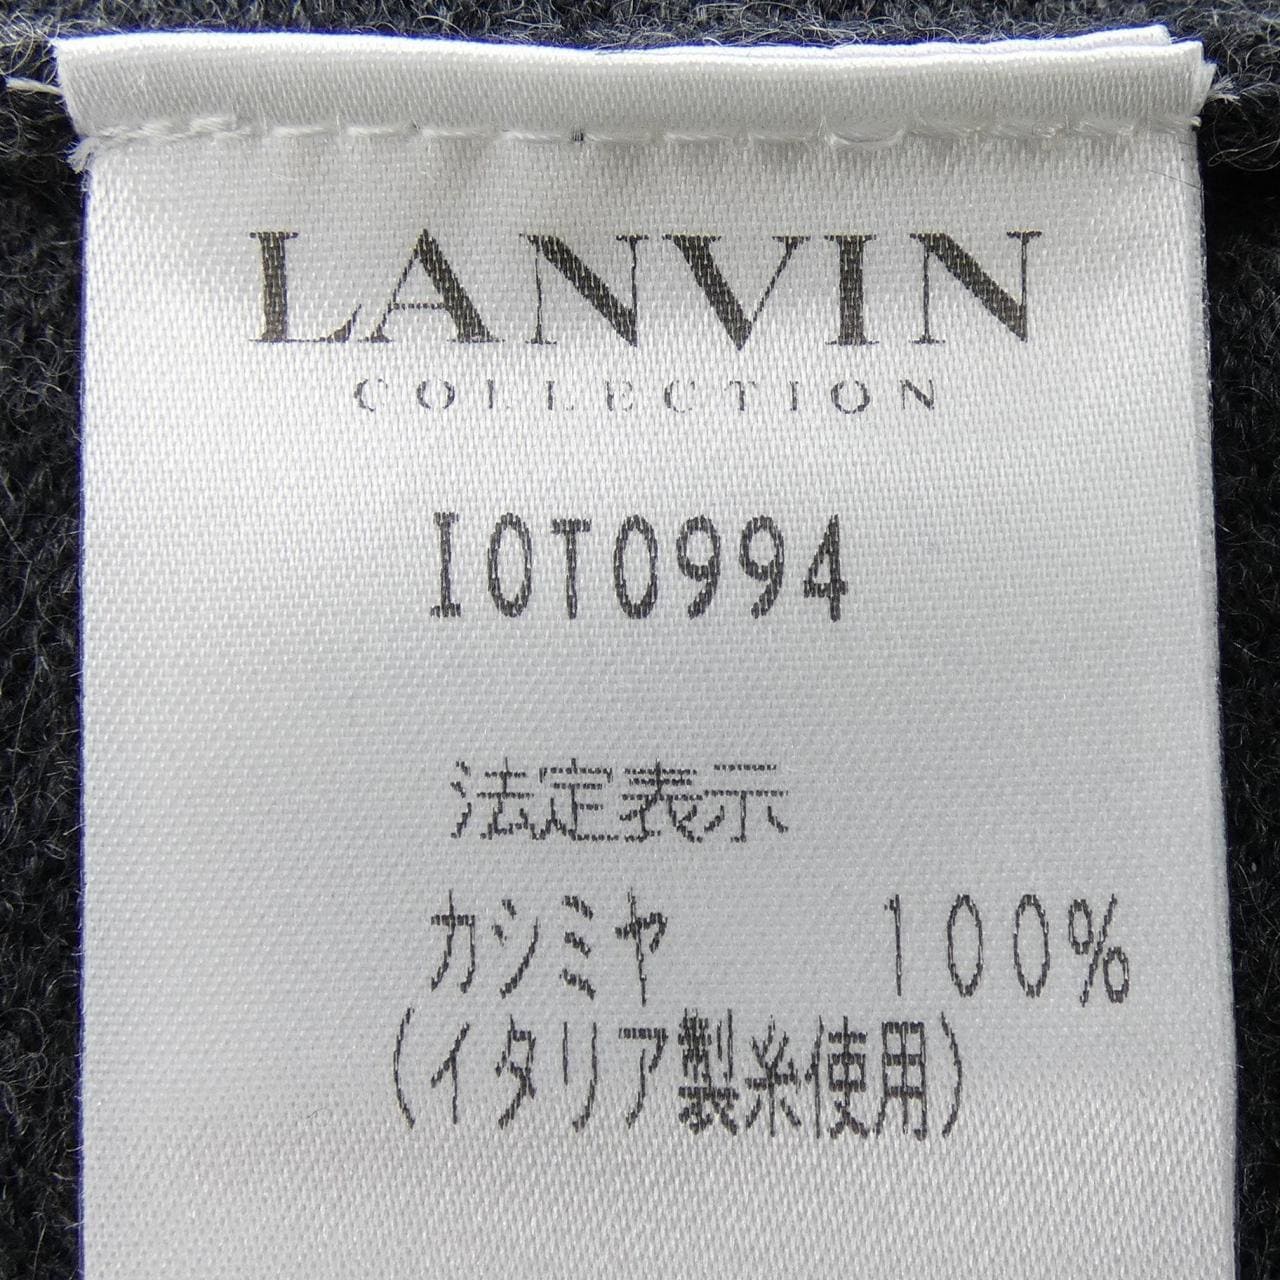 LANVIN
COLLECTION
IOT0994
法定表示
カシミヤ 100%
(イタリア製糸使用)